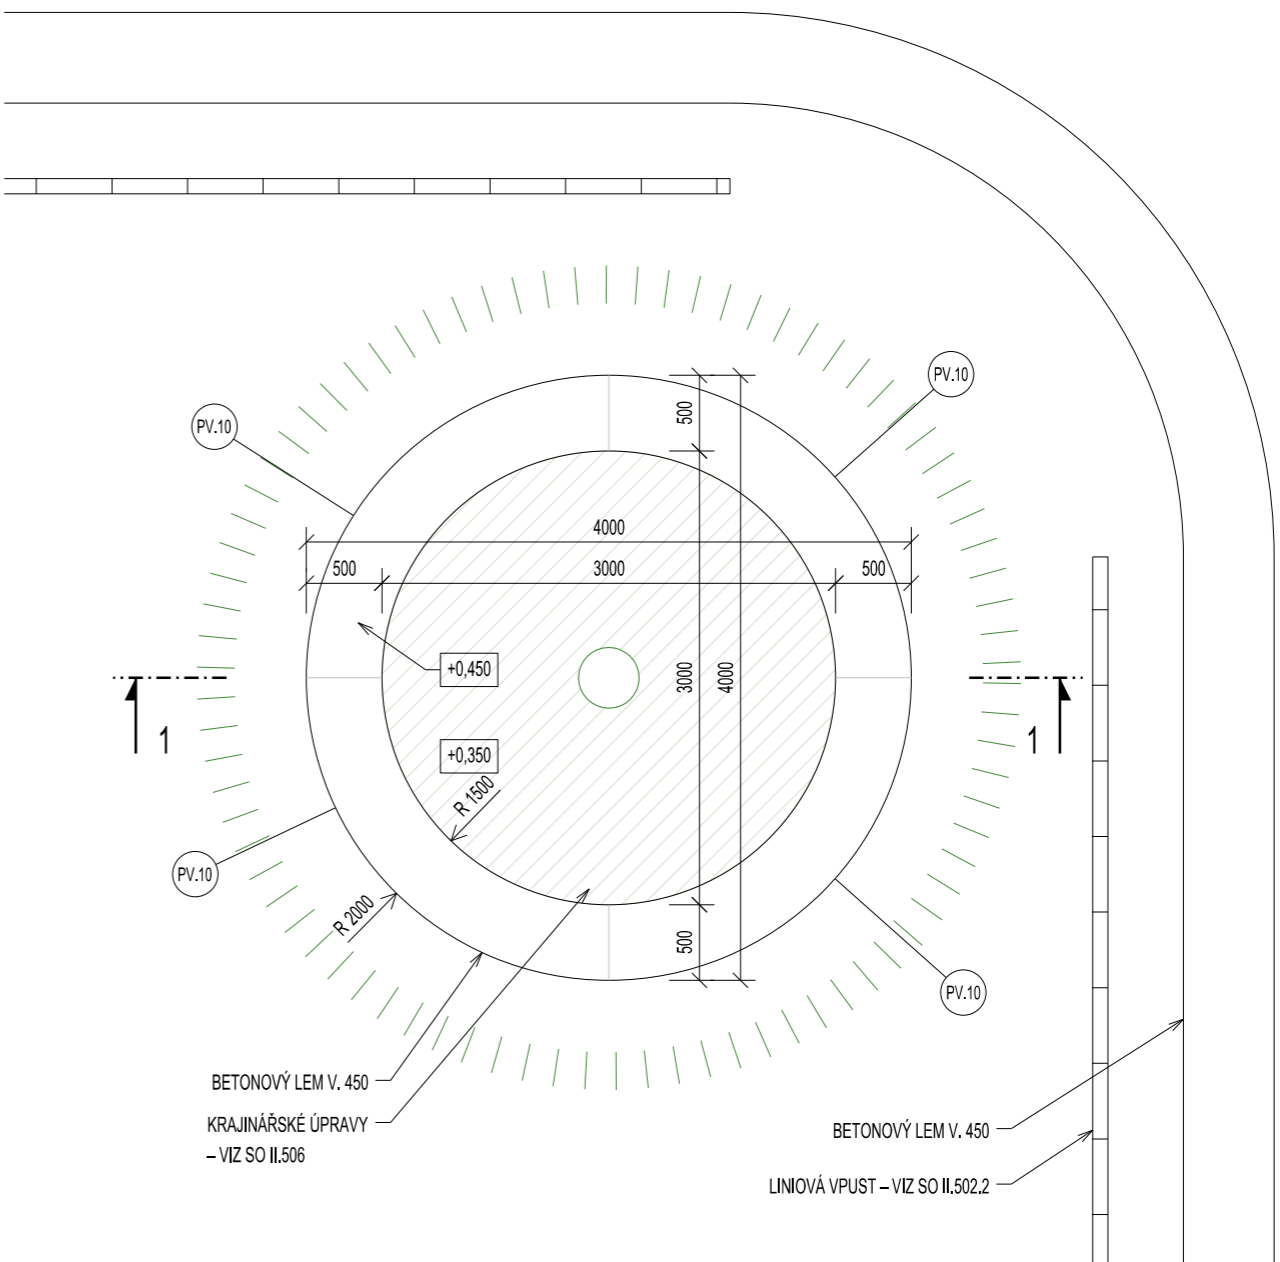 PV.10
PV.10
500
4000
500
3000
500
+0,450
3000
4000
1
1
+0,350
R 1500
PV.10
R 2000
500
PV.10
BETONOVÝ LEM V. 450
KRAJINÁŘSKÉ ÚPRAVY
– VIZ SO II.506
BETONOVÝ LEM V. 450
LINIOVÁ VPUST – VIZ SO II.502.2